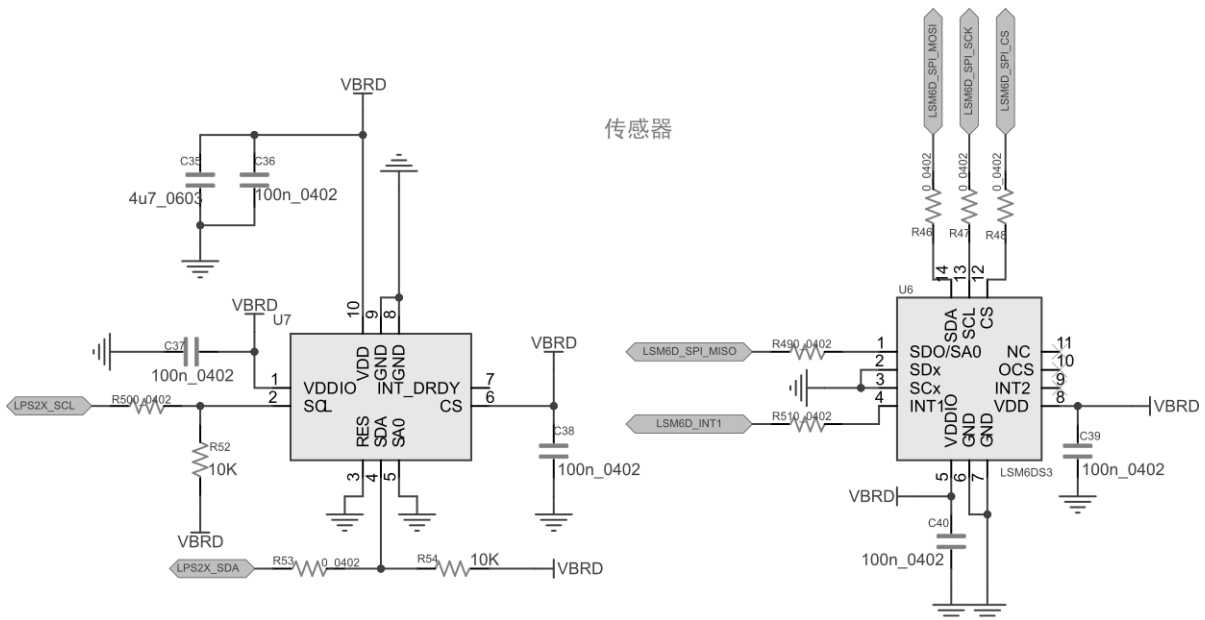 传感器
VBRD
C35
4u7_0603
C36
100n_0402
VBRD
U7
C37
100n_0402
LPS2X_SCL
R50
0_0402
R52
10K
VBRD
10
9
8
VDD
GND
GND
1
VDDIO
2
SCL
INT_DRDY
7
CS
6
RES
SDA
SA0
3
4
5
VBRD
C38
100n_0402
LPS2X_SDA
R53
0_0402
R54
10K
VBRD
LSM6D_SPI_MOSI
LSM6D_SPI_SCK
LSM6D_SPI_CS
0_0402
0_0402
0_0402
R46
R47
R48
14
13
12
U6
SDA
SCL
CS
LSM6D_SPI_MISO
R49
0_0402
1
SDO/SA0
2
SDx
3
SCx
4
INT1
LSM6D_INT1
R51
0_0402
NC
11
OCS
10
INT2
9
VDD
8
VBRD
VDDIO
GND
GND
5
6
7
LSM6DS3
C39
100n_0402
VBRD
C40
100n_0402